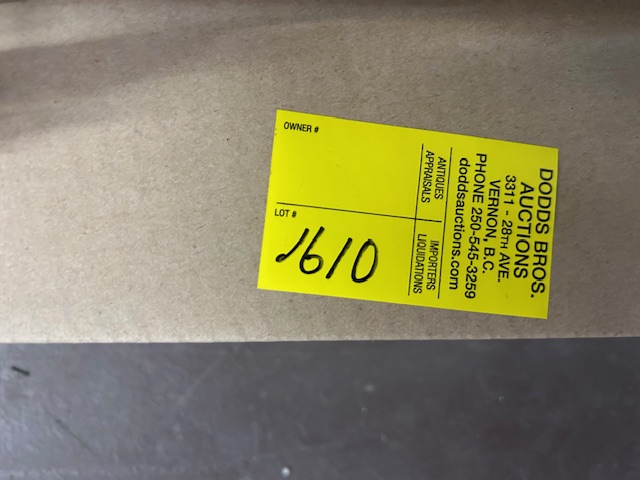 DODDS BROS.
AUCTIONS
3311 - 28TH AVE.
VERNON, B.C.
PHONE 250-545-3259
doddsauctions.com
ANTIQUES
APPRAISALS
IMPORTERS
LIQUIDATIONS
OWNER #
LOT #
1610